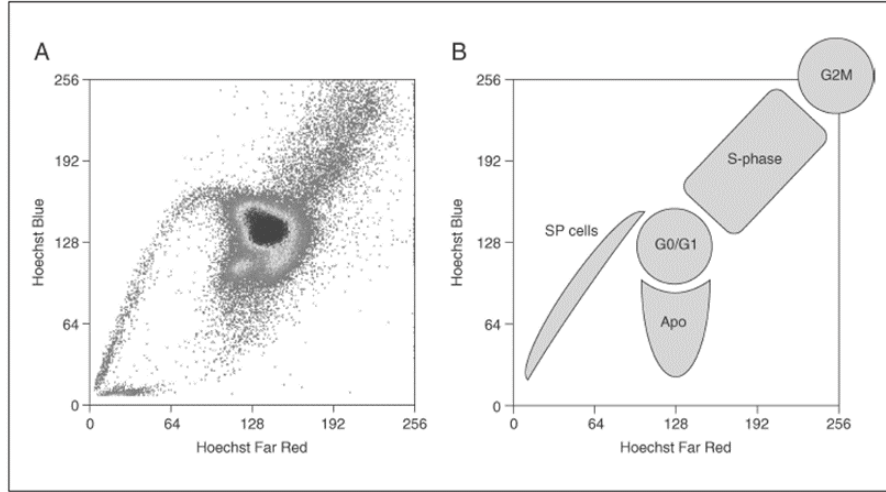 A
256
192
128
64
0
Hoechst Blue
0
64
128
192
256
Hoechst Far Red
B
256
192
128
64
0
Hoechst Blue
G2M
S-phase
SP cells
G0/G1
Apo
0
64
128
192
256
Hoechst Far Red